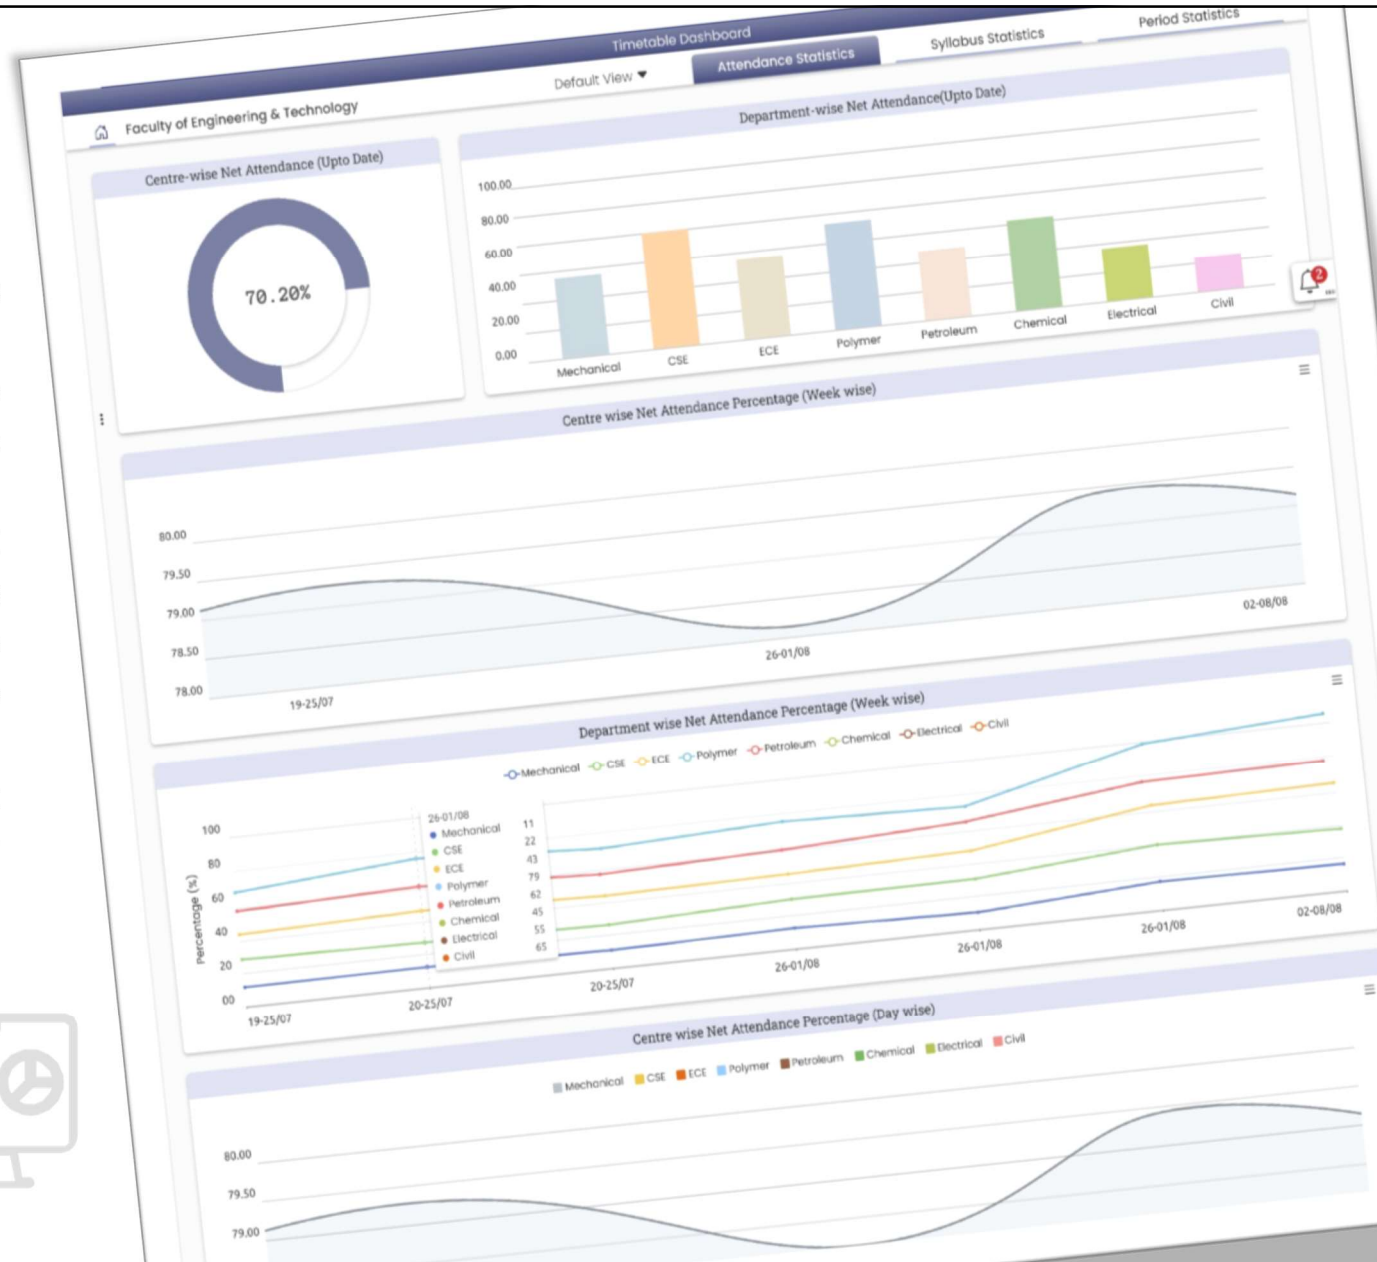 Timetable Dashboard
Faculty of Engineering & Technology
Default View
Attendance Statistics
Syllabus Statistics
Period Statistics
Centre-wise Net Attendance (Upto Date)
70.20%
Department-wise Net Attendance(Upto Date)
100.00
80.00
60.00
40.00
20.00
0.00
Mechanical
CSE
ECE
Polymer
Petroleum
Chemical
Electrical
Civil
2
Centre wise Net Attendance Percentage (Week wise)
80.00
79.50
79.00
78.50
78.00
19-25/07
26-01/08
02-08/08
Department wise Net Attendance Percentage (Week wise)
Mechanical CSE ECE Polymer Petroleum Chemical Electrical Civil
Percentage (%)
100
80
60
40
20
00
26-01/08
Mechanical 11
CSE 22
ECE 43
Polymer 79
Petroleum 62
Chemical 45
Electrical 55
Civil 65
19-25/07
20-25/07
20-25/07
26-01/08
26-01/08
26-01/08
02-08/08
Centre wise Net Attendance Percentage (Day wise)
Mechanical CSE ECE Polymer Petroleum Chemical Electrical Civil
80.00
79.50
79.00